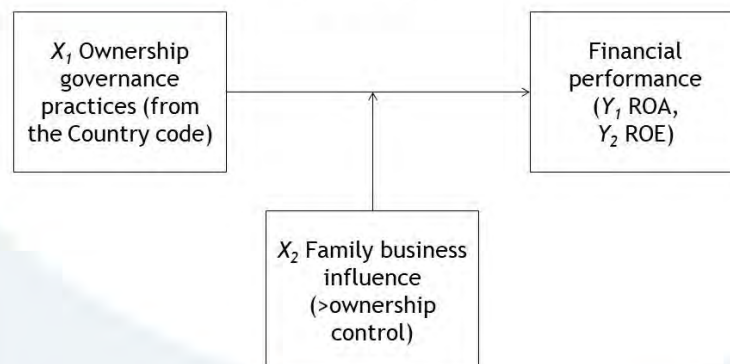 X₁ Ownership
governance
practices (from
the Country code)
Financial
performance
(Y₁ ROA,
Y₂ ROE)
X₂ Family business
influence
(>ownership
control)